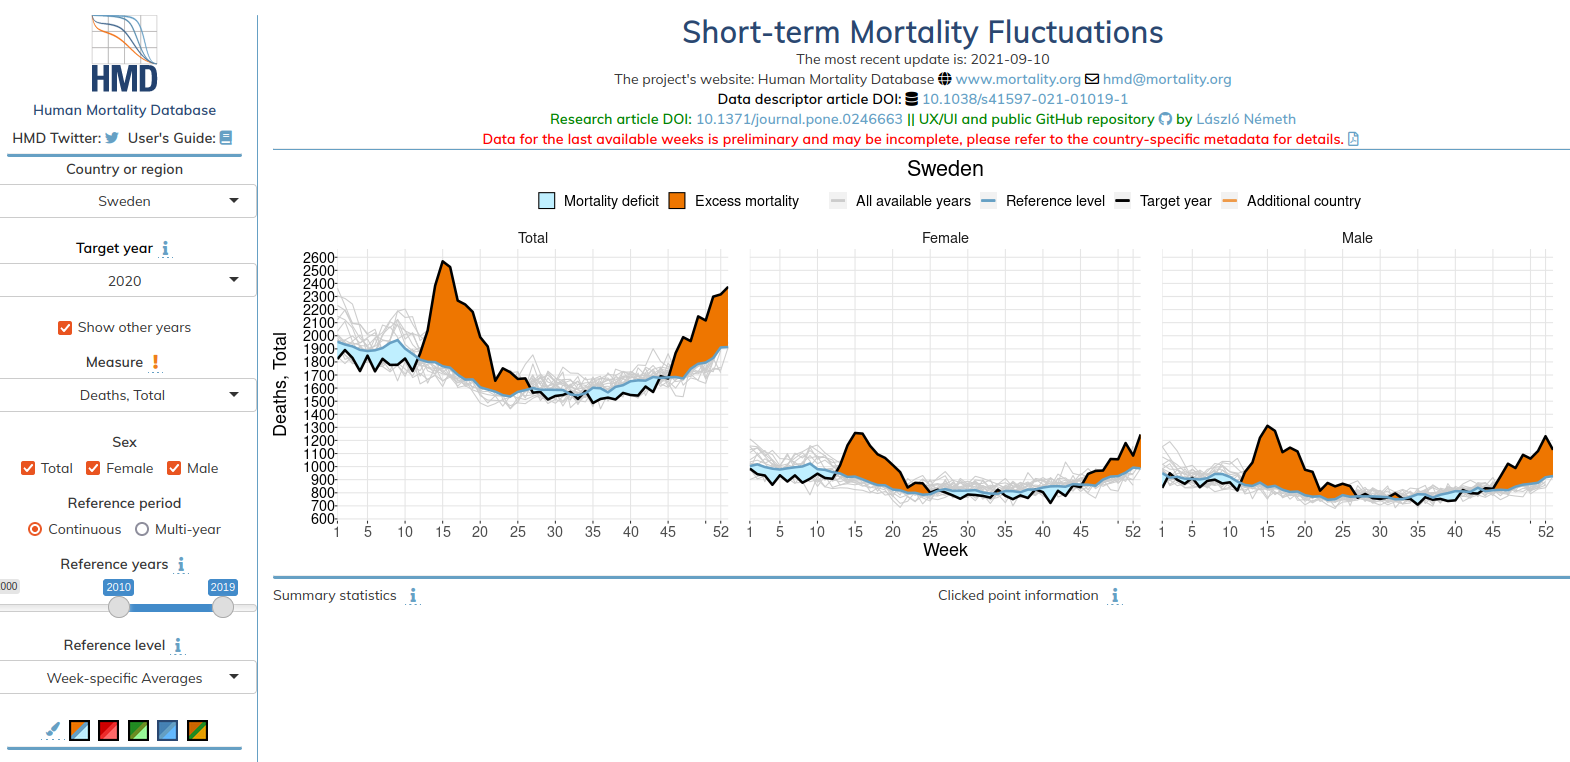 HMD
Human Mortality Database
HMD Twitter: User's Guide:
Country or region
Sweden
Target year
2020
Show other years
Measure
Deaths, Total
Sex
Total Female Male
Reference period
Continuous Multi-year
Reference years
000 2010 2019
Reference level
Week-specific Averages
Short-term Mortality Fluctuations
The most recent update is: 2021-09-10
The project's website: Human Mortality Database www.mortality.org hmd@mortality.org
Data descriptor article DOI: 10.1038/s41597-021-01019-1
Research article DOI: 10.1371/journal.pone.0246663 || UX/UI and public GitHub repository by László Németh
Data for the last available weeks is preliminary and may be incomplete, please refer to the country-specific metadata for details.
Sweden
Mortality deficit Excess mortality All available years Reference level Target year Additional country
Total Female Male
Deaths, Total
2600
2500
2400
2300
2200
2100
2000
1900
1800
1700
1600
1500
1400
1300
1200
1100
1000
900
800
700
600
1 5 10 15 20 25 30 35 40 45 52 1 5 10 15 20 25 30 35 40 45 52 1 5 10 15 20 25 30 35 40 45 52
Week
Summary statistics Clicked point information